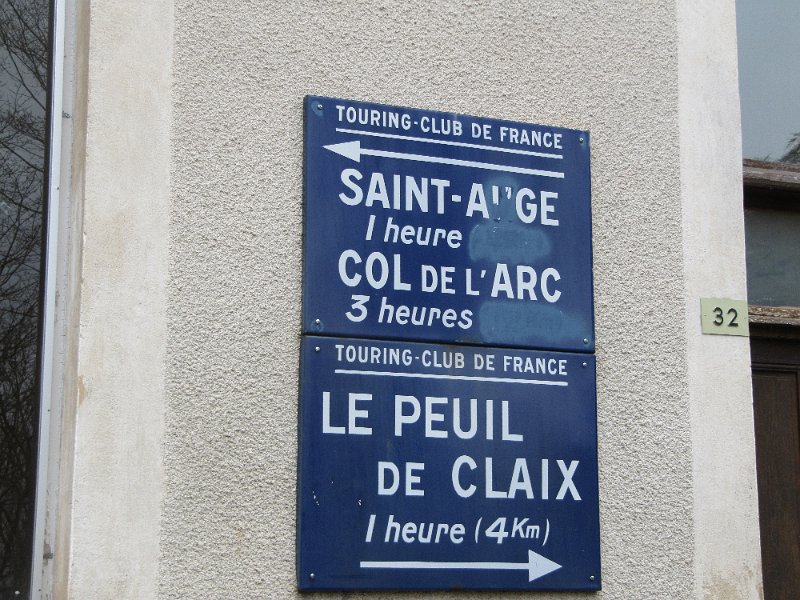 TOURING-CLUB DE FRANCE
SAINT-ANGE
1 heure
COL DE L'ARC
3 heures
TOURING-CLUB DE FRANCE
LE PEUIL
DE CLAIX
1 heure (4Km)
32